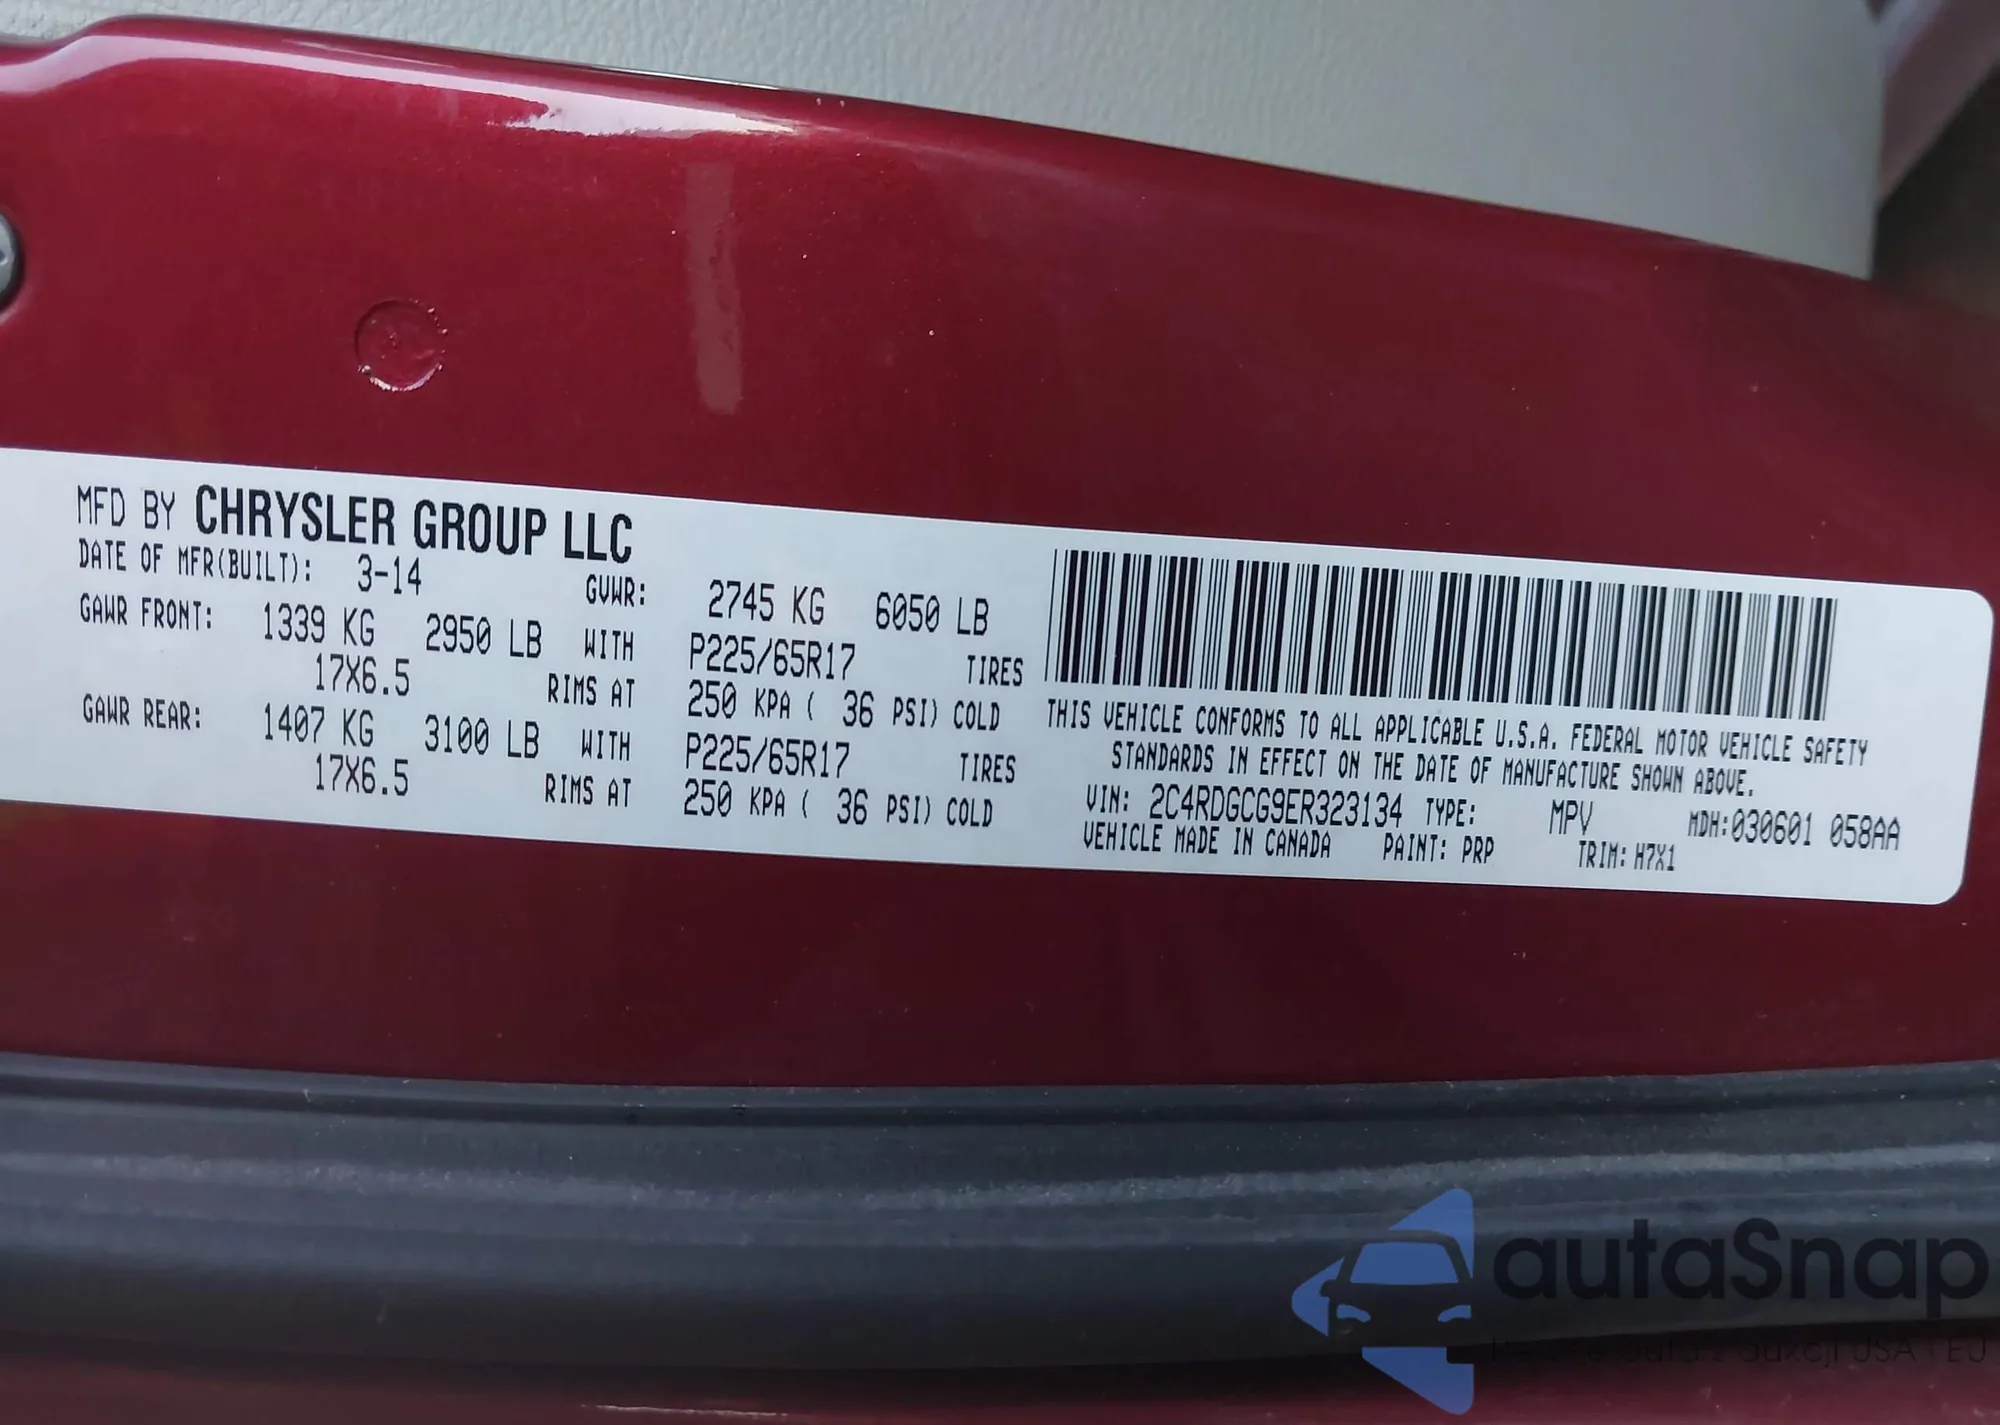 MFD BY CHRYSLER GROUP LLC
DATE OF MFR(BUILT): 3-14 GVWR: 2745 KG 6050 LB
GAWR FRONT: 1339 KG 2950 LB WITH P225/65R17 TIRES
17X6.5 RIMS AT 250 KPA ( 36 PSI) COLD
GAWR REAR: 1407 KG 3100 LB WITH P225/65R17 TIRES
17X6.5 RIMS AT 250 KPA ( 36 PSI) COLD
THIS VEHICLE CONFORMS TO ALL APPLICABLE U.S.A. FEDERAL MOTOR VEHICLE SAFETY
STANDARDS IN EFFECT ON THE DATE OF MANUFACTURE SHOWN ABOVE.
VIN: 2C4RDGCG9ER323134 TYPE: MPV MDH:030601 058AA
VEHICLE MADE IN CANADA PAINT: PRP TRIM: H7X1
autaSnap
auta z aukcji USA i EU